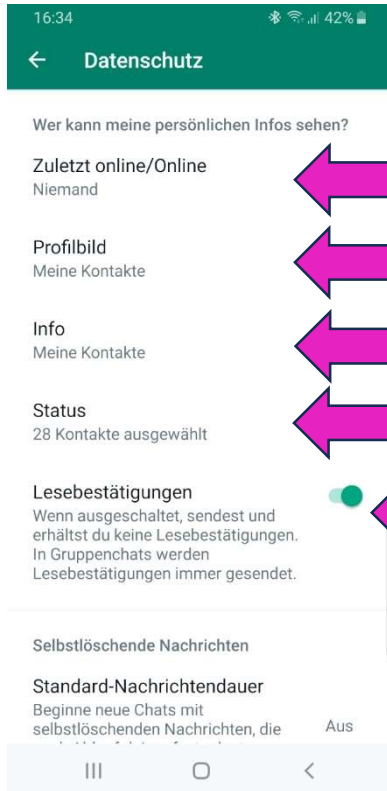 16:34 42%
Datenschutz
Wer kann meine persönlichen Infos sehen?
Zuletzt online/Online
Niemand
Profilbild
Meine Kontakte
Info
Meine Kontakte
Status
28 Kontakte ausgewählt
Lesebestätigungen
Wenn ausgeschaltet, sendest und
erhältst du keine Lesebestätigungen.
In Gruppenchats werden
Lesebestätigungen immer gesendet.
Selbstlöschende Nachrichten
Standard-Nachrichtendauer
Beginne neue Chats mit
selbstlöschenden Nachrichten, die
Aus